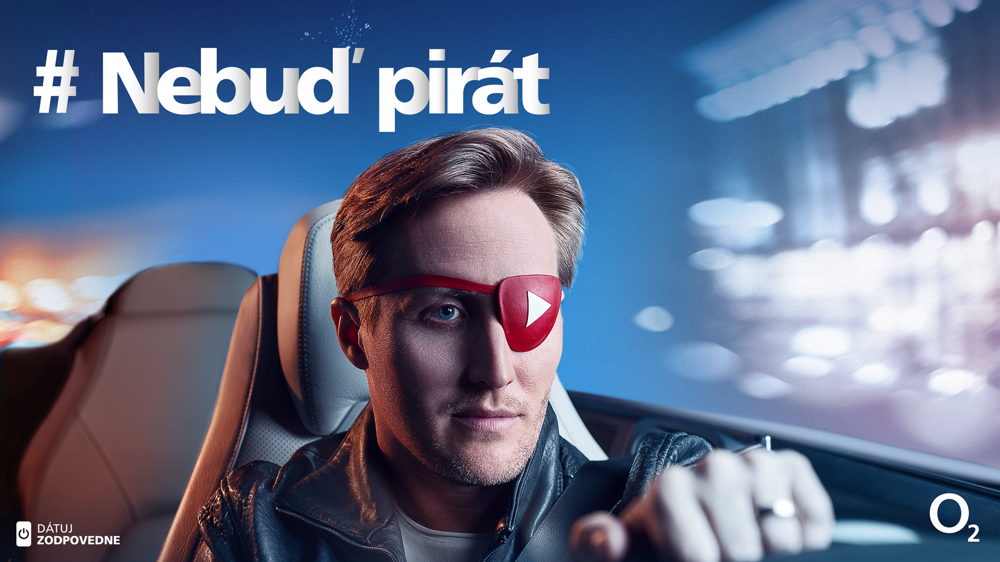 # Nebuď pirát
DÁTUJ
ZODPOVEDNE
O2